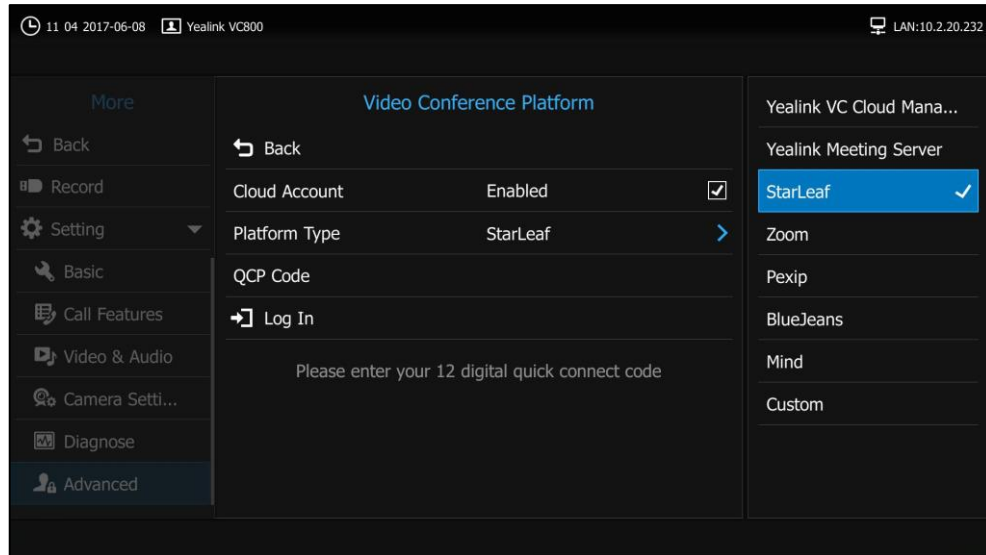 11 04 2017-06-08 Yealink VC800 LAN:10.2.20.232
More
Back
Record
Setting
Basic
Call Features
Video & Audio
Camera Setti...
Diagnose
Advanced
Video Conference Platform
Back
Cloud Account Enabled
Platform Type StarLeaf
QCP Code
Log In
Please enter your 12 digital quick connect code
Yealink VC Cloud Mana...
Yealink Meeting Server
StarLeaf
Zoom
Pexip
BlueJeans
Mind
Custom